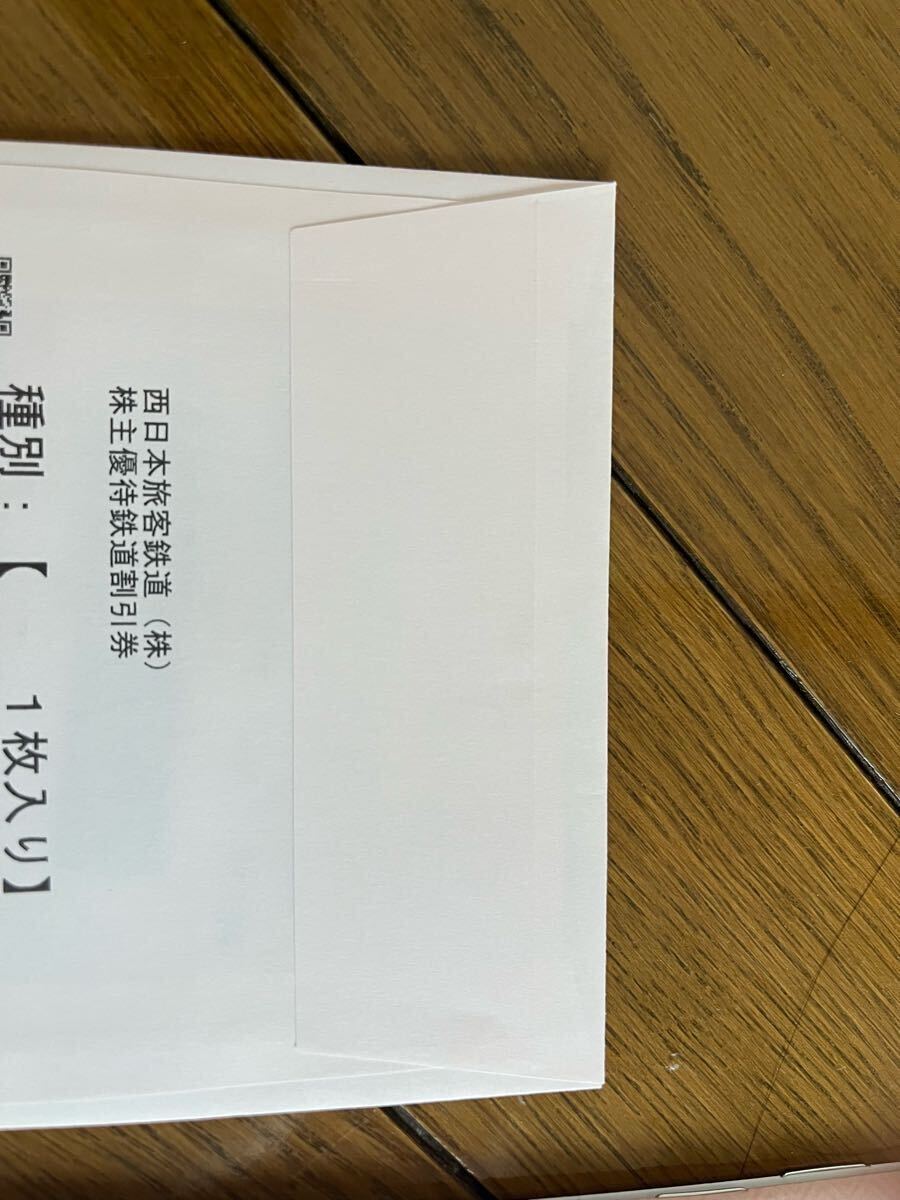 西日本旅客鉄道（株）
株主優待鉄道割引券
種別：【　　１枚入り】